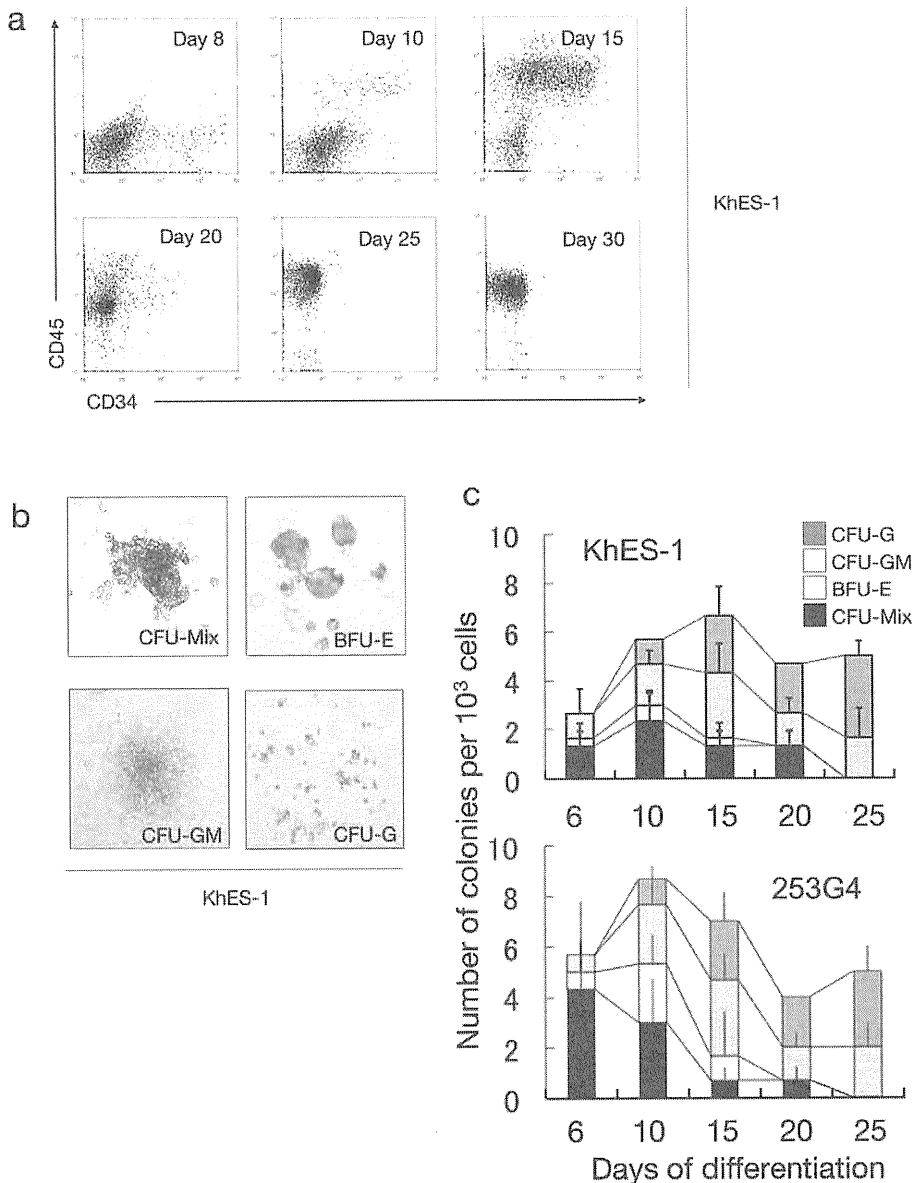 a
Day 8
Day 10
Day 15
Day 20
Day 25
Day 30
CD45
CD34
KhES-1
b
CFU-Mix
BFU-E
CFU-GM
CFU-G
KhES-1
c
Number of colonies per 10³ cells
10
8
6
4
2
0
KhES-1
CFU-G
CFU-GM
BFU-E
CFU-Mix
6 10 15 20 25
10
8
6
4
2
0
253G4
6 10 15 20 25
Days of differentiation